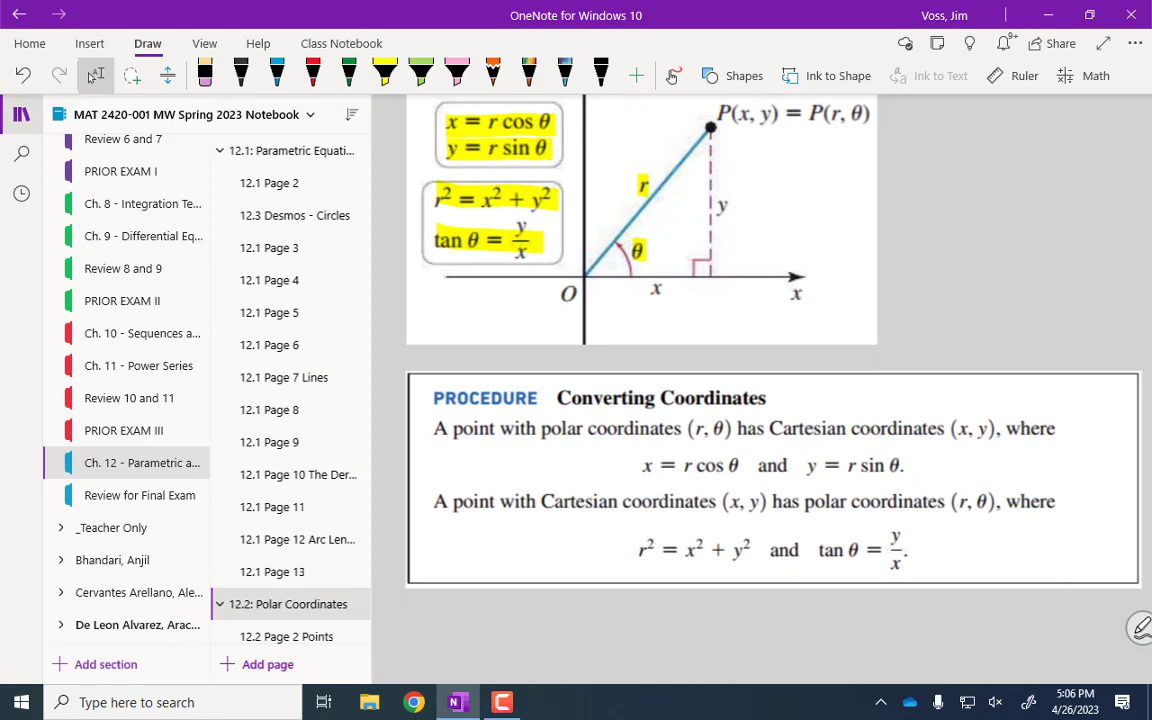 OneNote for Windows 10
Voss, Jim
Home
Insert
Draw
View
Help
Class Notebook
9+
Share
Shapes
Ink to Shape
Ink to Text
Ruler
Math
MAT 2420-001 MW Spring 2023 Notebook
Review 6 and 7
PRIOR EXAM I
Ch. 8 - Integration Te...
Ch. 9 - Differential Eq...
Review 8 and 9
PRIOR EXAM II
Ch. 10 - Sequences a...
Ch. 11 - Power Series
Review 10 and 11
PRIOR EXAM III
Ch. 12 - Parametric a...
Review for Final Exam
_Teacher Only
Bhandari, Anjil
Cervantes Arellano, Ale...
De Leon Alvarez, Arac...
Add section
12.1: Parametric Equati...
12.1 Page 2
12.3 Desmos - Circles
12.1 Page 3
12.1 Page 4
12.1 Page 5
12.1 Page 6
12.1 Page 7 Lines
12.1 Page 8
12.1 Page 9
12.1 Page 10 The Der...
12.1 Page 11
12.1 Page 12 Arc Len...
12.1 Page 13
12.2: Polar Coordinates
12.2 Page 2 Points
Add page
x = r cos θ
y = r sin θ
r² = x² + y²
tan θ = y/x
P(x, y) = P(r, θ)
r
y
θ
O
x
x
PROCEDURE Converting Coordinates
A point with polar coordinates (r, θ) has Cartesian coordinates (x, y), where
x = r cos θ and y = r sin θ.
A point with Cartesian coordinates (x, y) has polar coordinates (r, θ), where
r² = x² + y² and tan θ = y/x.
Type here to search
5:06 PM
4/26/2023